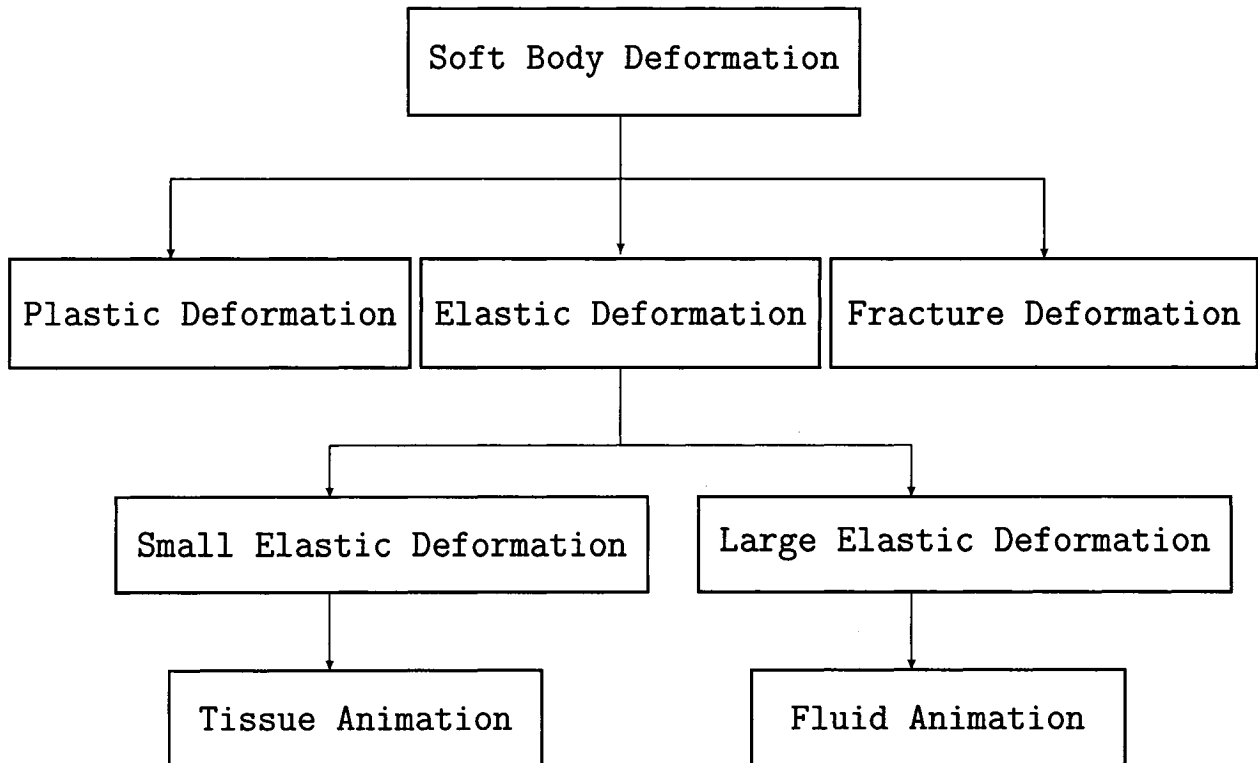 Soft Body Deformation
Plastic Deformation
Elastic Deformation
Fracture Deformation
Small Elastic Deformation
Large Elastic Deformation
Tissue Animation
Fluid Animation